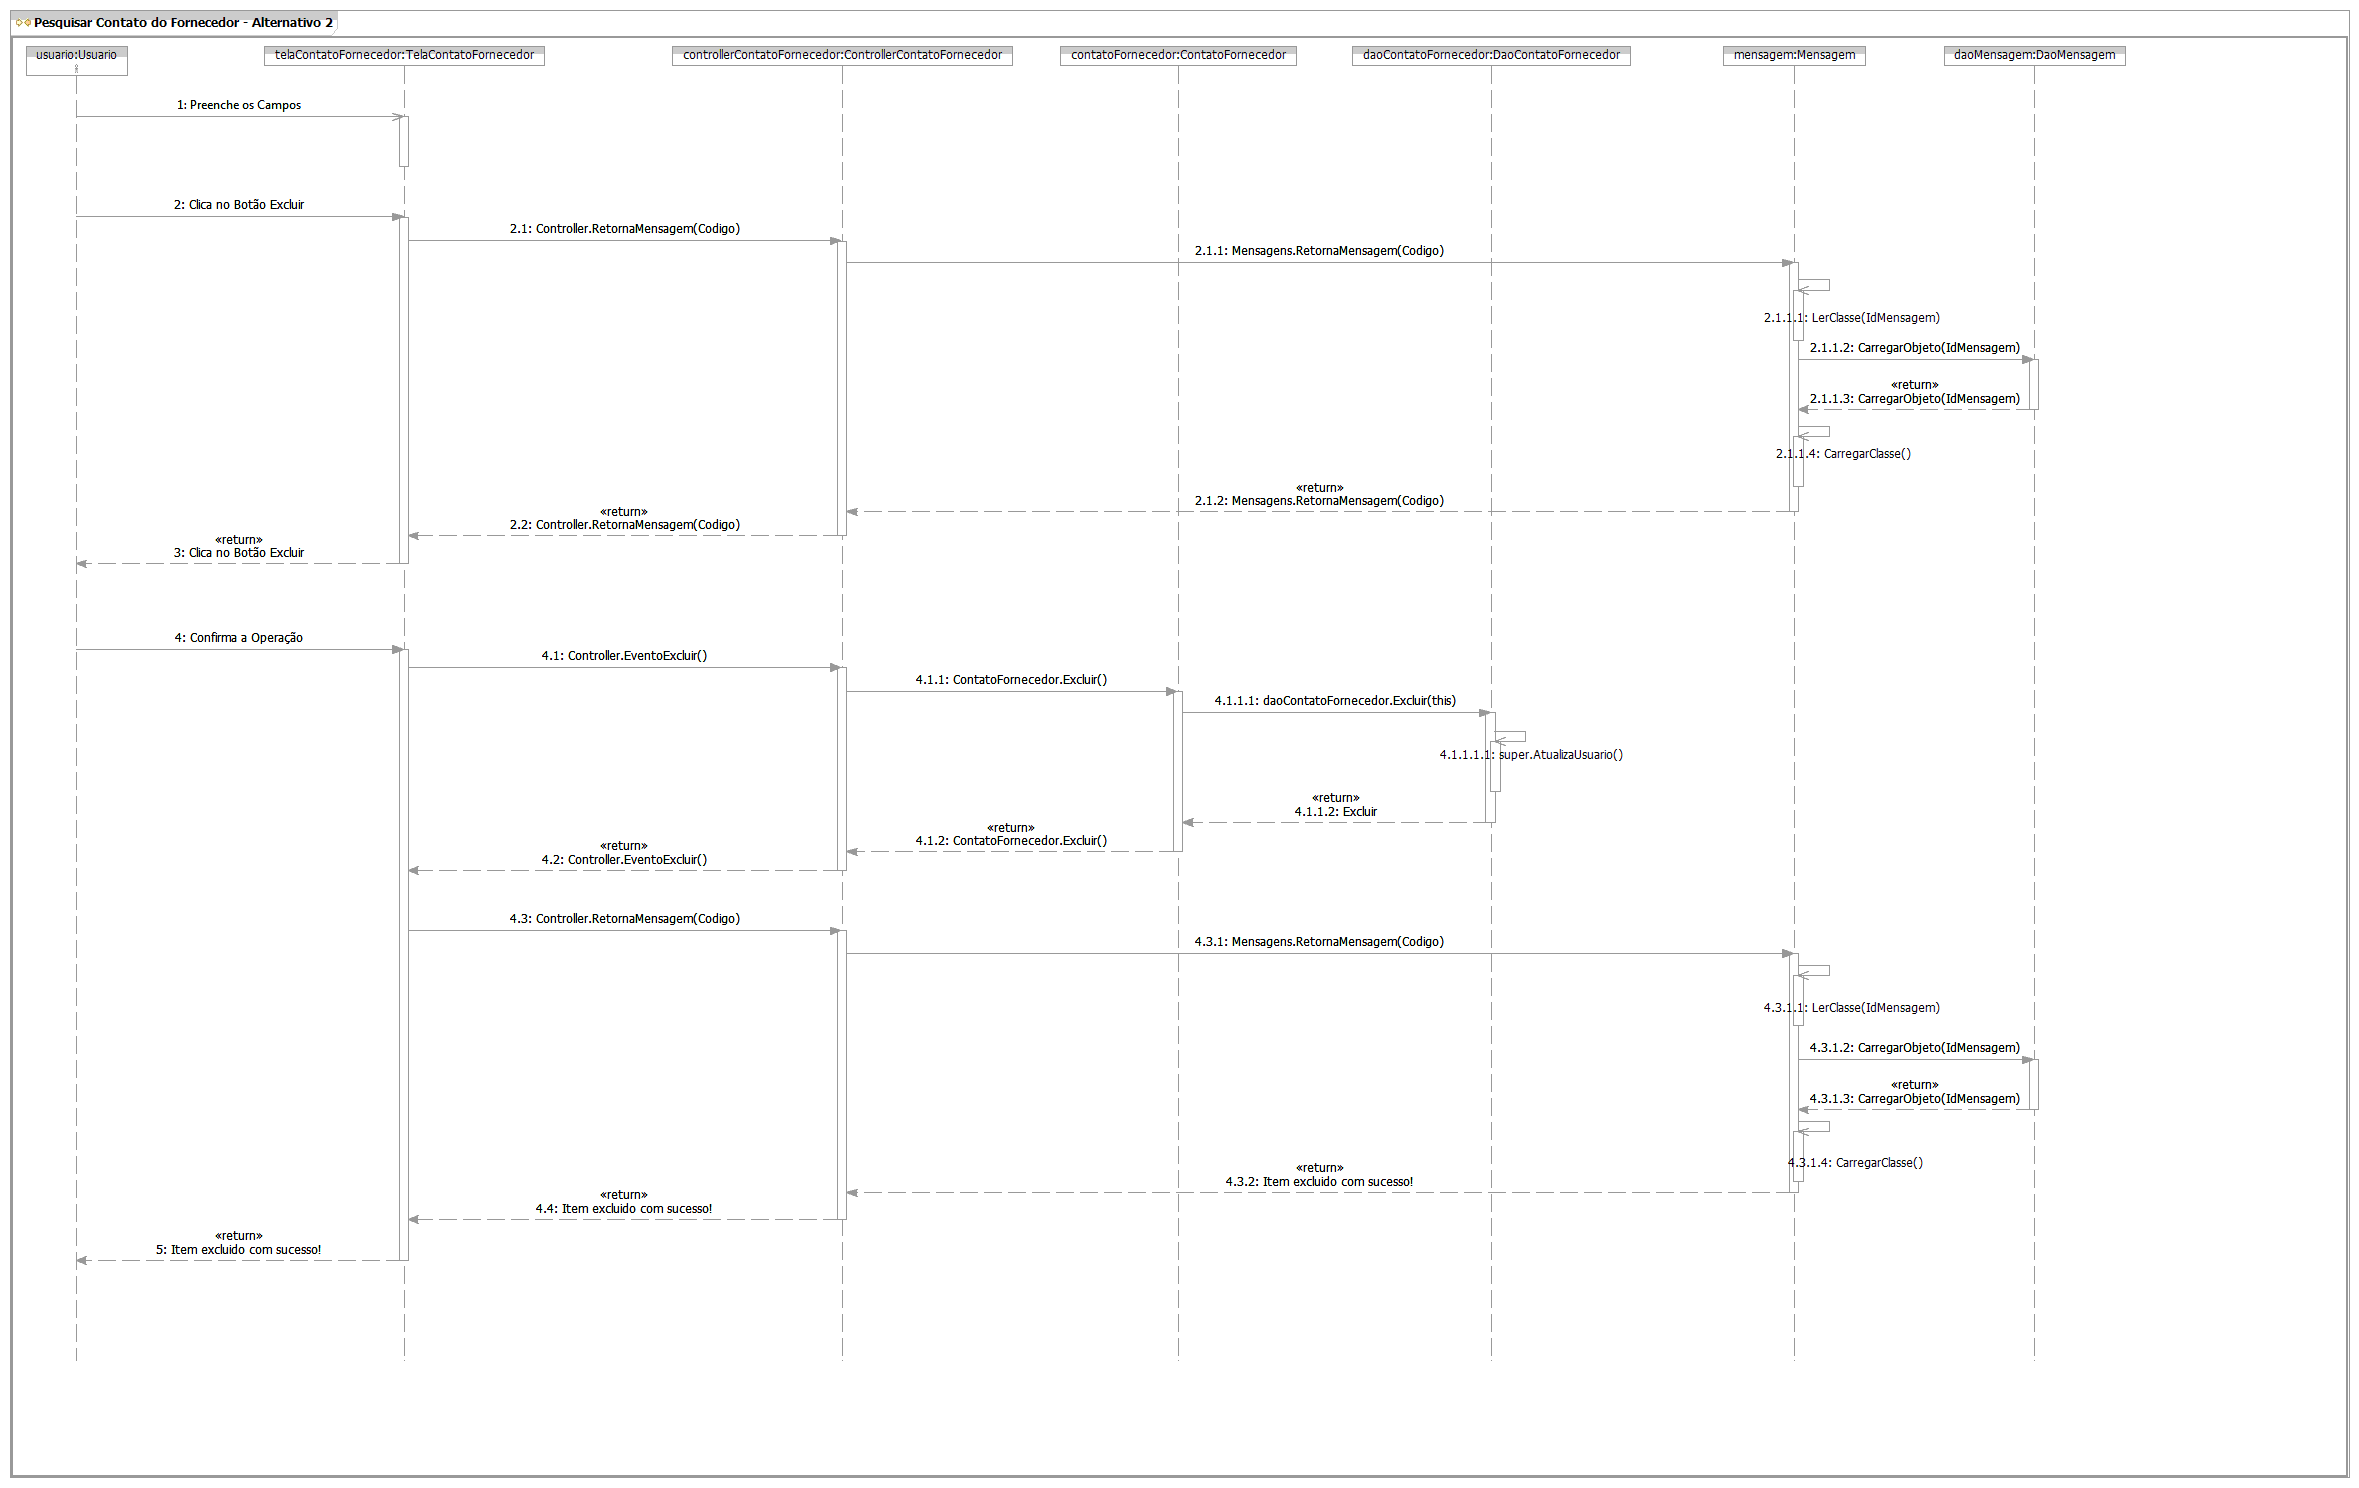 Pesquisar Contato do Fornecedor - Alternativo 2
usuario:Usuario
telaContatoFornecedor:TelaContatoFornecedor
controllerContatoFornecedor:ControllerContatoFornecedor
contatoFornecedor:ContatoFornecedor
daoContatoFornecedor:DaoContatoFornecedor
mensagem:Mensagem
daoMensagem:DaoMensagem
1: Preenche os Campos
2: Clica no Botão Excluir
2.1: Controller.RetornaMensagem(Codigo)
2.1.1: Mensagens.RetornaMensagem(Codigo)
2.1.1.1: LerClasse(IdMensagem)
2.1.1.2: CarregarObjeto(IdMensagem)
«return»
2.1.1.3: CarregarObjeto(IdMensagem)
2.1.1.4: CarregarClasse()
«return»
2.1.2: Mensagens.RetornaMensagem(Codigo)
«return»
2.2: Controller.RetornaMensagem(Codigo)
«return»
3: Clica no Botão Excluir
4: Confirma a Operação
4.1: Controller.EventoExcluir()
4.1.1: ContatoFornecedor.Excluir()
4.1.1.1: daoContatoFornecedor.Excluir(this)
4.1.1.1.1: super.AtualizaUsuario()
«return»
4.1.1.2: Excluir
«return»
4.1.2: ContatoFornecedor.Excluir()
«return»
4.2: Controller.EventoExcluir()
4.3: Controller.RetornaMensagem(Codigo)
4.3.1: Mensagens.RetornaMensagem(Codigo)
4.3.1.1: LerClasse(IdMensagem)
4.3.1.2: CarregarObjeto(IdMensagem)
«return»
4.3.1.3: CarregarObjeto(IdMensagem)
4.3.1.4: CarregarClasse()
«return»
4.3.2: Item excluido com sucesso!
«return»
4.4: Item excluido com sucesso!
«return»
5: Item excluido com sucesso!